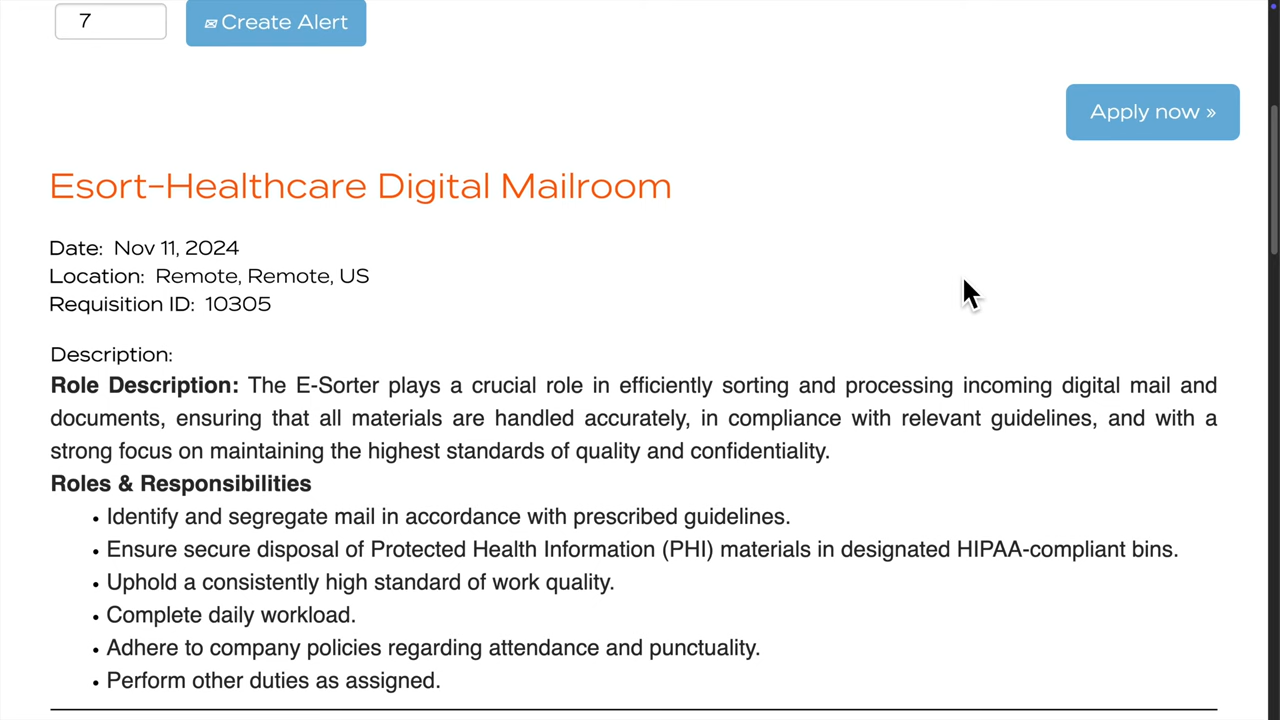 7
✉ Create Alert
Apply now »
Esort-Healthcare Digital Mailroom
Date: Nov 11, 2024
Location: Remote, Remote, US
Requisition ID: 10305
Description:
Role Description: The E-Sorter plays a crucial role in efficiently sorting and processing incoming digital mail and
documents, ensuring that all materials are handled accurately, in compliance with relevant guidelines, and with a
strong focus on maintaining the highest standards of quality and confidentiality.
Roles & Responsibilities
• Identify and segregate mail in accordance with prescribed guidelines.
• Ensure secure disposal of Protected Health Information (PHI) materials in designated HIPAA-compliant bins.
• Uphold a consistently high standard of work quality.
• Complete daily workload.
• Adhere to company policies regarding attendance and punctuality.
• Perform other duties as assigned.